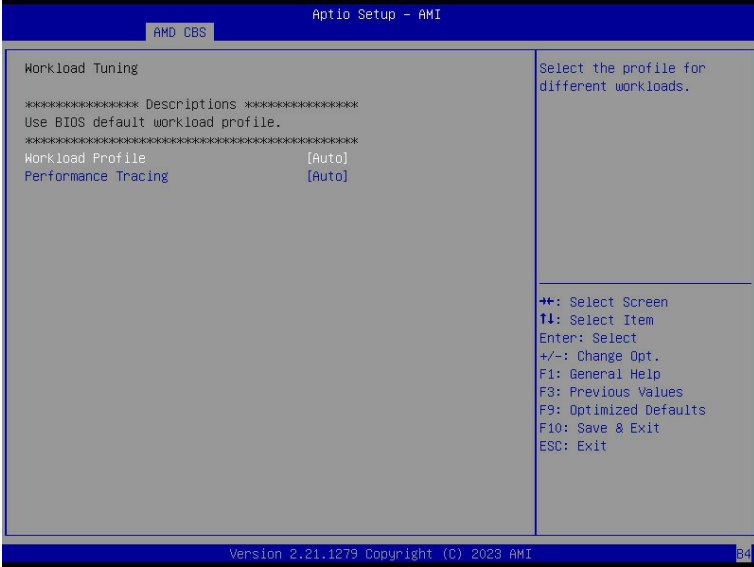 Aptio Setup – AMI
AMD CBS
Workload Tuning
**************** Descriptions ****************
Use BIOS default workload profile.
***********************************************
Workload Profile [Auto]
Performance Tracing [Auto]
Select the profile for
different workloads.
→←: Select Screen
↑↓: Select Item
Enter: Select
+/-: Change Opt.
F1: General Help
F3: Previous Values
F9: Optimized Defaults
F10: Save & Exit
ESC: Exit
Version 2.21.1279 Copyright (C) 2023 AMI
B4